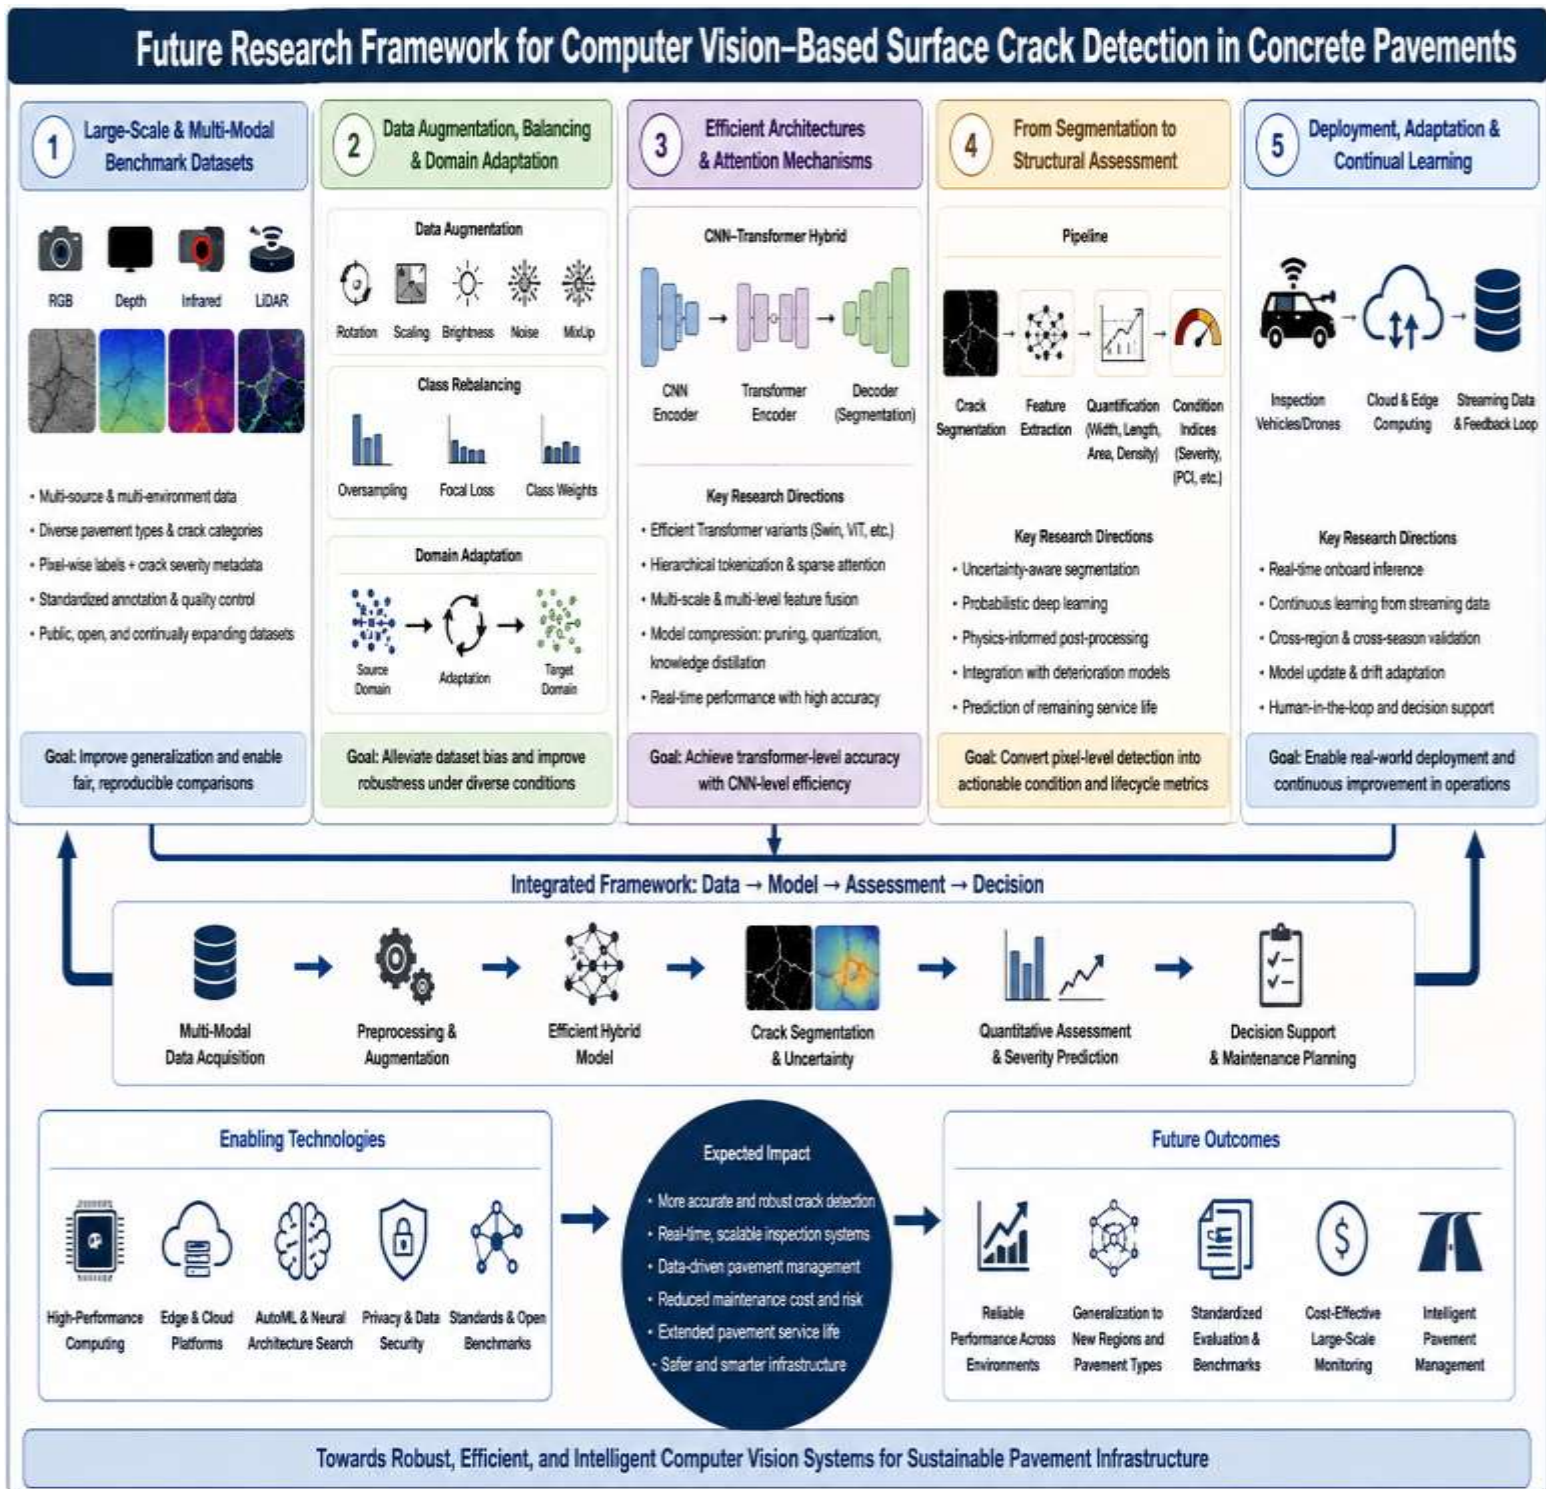 Future Research Framework for Computer Vision–Based Surface Crack Detection in Concrete Pavements
1
Large-Scale & Multi-Modal
Benchmark Datasets
RGB
Depth
Infrared
LiDAR
• Multi-source & multi-environment data
• Diverse pavement types & crack categories
• Pixel-wise labels + crack severity metadata
• Standardized annotation & quality control
• Public, open, and continually expanding datasets
Goal: Improve generalization and enable
fair, reproducible comparisons
2
Data Augmentation, Balancing
& Domain Adaptation
Data Augmentation
Rotation
Scaling
Brightness
Noise
MixUp
Class Rebalancing
Oversampling
Focal Loss
Class Weights
Domain Adaptation
Source
Domain
Adaptation
Target
Domain
Goal: Alleviate dataset bias and improve
robustness under diverse conditions
3
Efficient Architectures
& Attention Mechanisms
CNN–Transformer Hybrid
CNN
Encoder
Transformer
Encoder
Decoder
(Segmentation)
Key Research Directions
• Efficient Transformer variants (Swin, ViT, etc.)
• Hierarchical tokenization & sparse attention
• Multi-scale & multi-level feature fusion
• Model compression: pruning, quantization,
knowledge distillation
• Real-time performance with high accuracy
Goal: Achieve transformer-level accuracy
with CNN-level efficiency
4
From Segmentation to
Structural Assessment
Pipeline
Crack
Segmentation
Feature
Extraction
Quantification
(Width, Length,
Area, Density)
Condition
Indices
(Severity,
(PCI, etc.)
Key Research Directions
• Uncertainty-aware segmentation
• Probabilistic deep learning
• Physics-informed post-processing
• Integration with deterioration models
• Prediction of remaining service life
Goal: Convert pixel-level detection into
actionable condition and lifecycle metrics
5
Deployment, Adaptation &
Continual Learning
Inspection
Vehicles/Drones
Cloud & Edge
Computing
Streaming Data
& Feedback Loop
Key Research Directions
• Real-time onboard inference
• Continuous learning from streaming data
• Cross-region & cross-season validation
• Model update & drift adaptation
• Human-in-the-loop and decision support
Goal: Enable real-world deployment and
continuous improvement in operations
Integrated Framework: Data → Model → Assessment → Decision
Multi-Modal
Data Acquisition
Preprocessing &
Augmentation
Efficient Hybrid
Model
Crack Segmentation
& Uncertainty
Quantitative Assessment
& Severity Prediction
Decision Support
& Maintenance Planning
Enabling Technologies
High-Performance
Computing
Edge & Cloud
Platforms
AutoML & Neural
Architecture Search
Privacy & Data
Security
Standards & Open
Benchmarks
Expected Impact
• More accurate and robust crack detection
• Real-time, scalable inspection systems
• Data-driven pavement management
• Reduced maintenance cost and risk
• Extended pavement service life
• Safer and smarter infrastructure
Future Outcomes
Reliable
Performance Across
Environments
Generalization to
New Regions and
Pavement Types
Standardized
Evaluation &
Benchmarks
$
Cost-Effective
Large-Scale
Monitoring
Intelligent
Pavement
Management
Towards Robust, Efficient, and Intelligent Computer Vision Systems for Sustainable Pavement Infrastructure